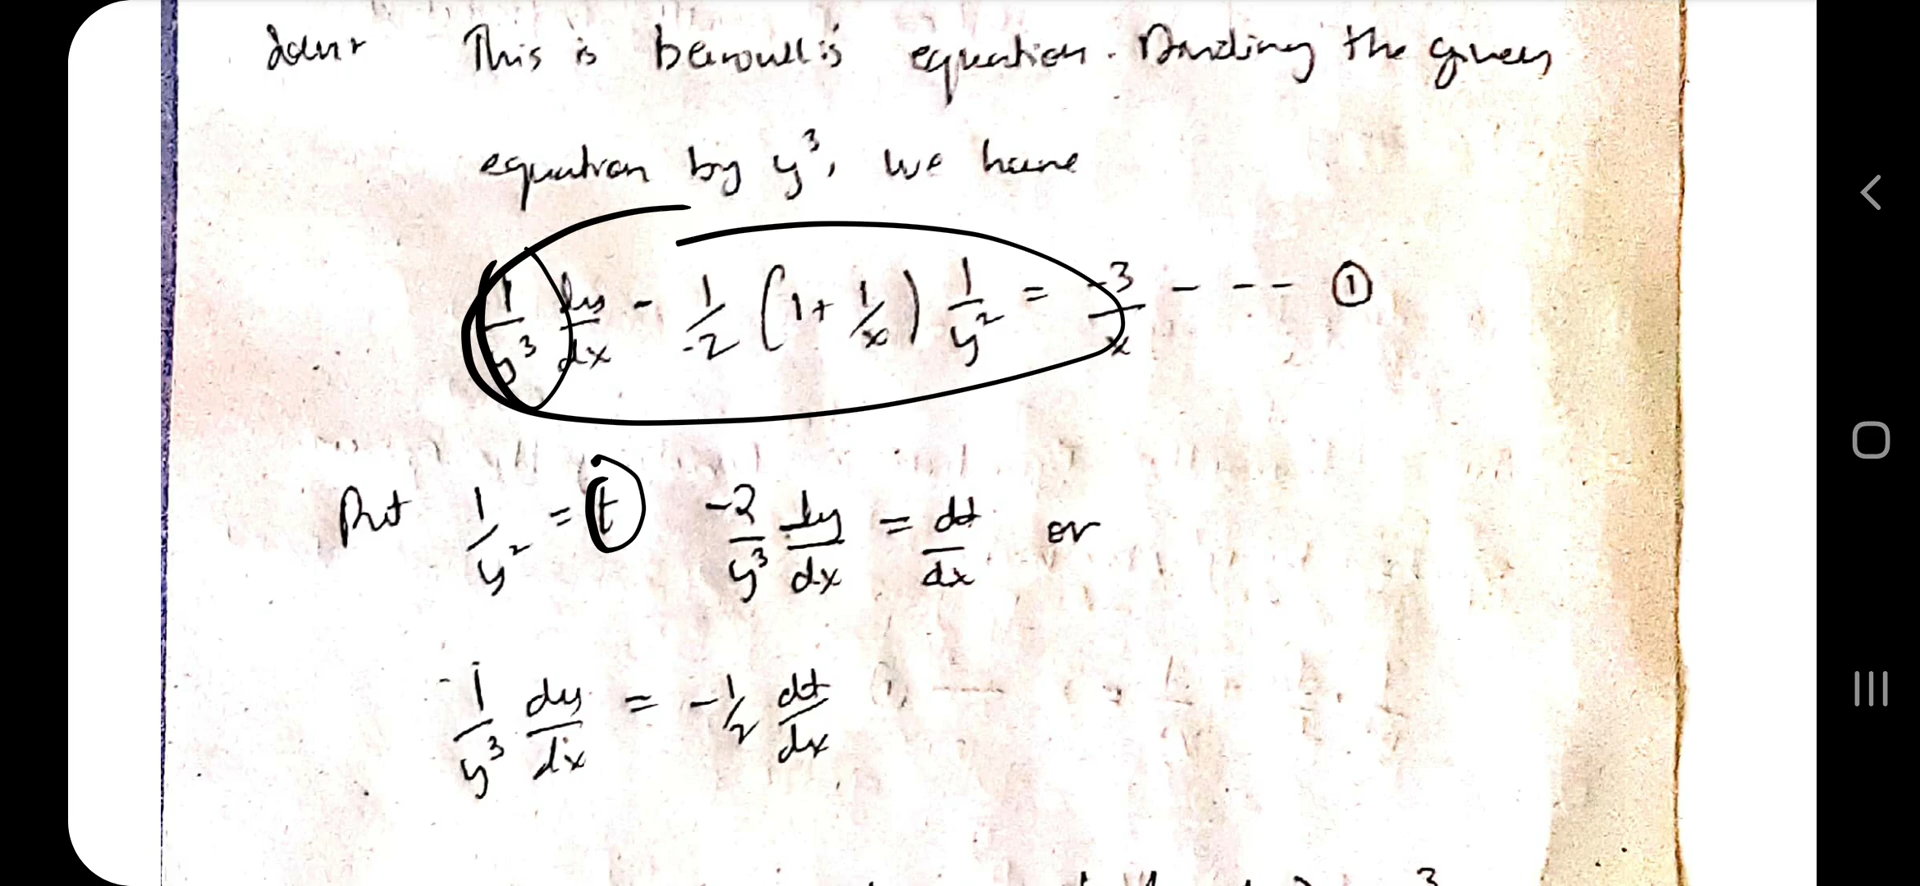 Soln+ This is Bernoulli's equation. Dividing the given
equation by y³, we have
1/y³ dy/dx - 1/-2 (1 + 1/x) 1/y² = -3/x - - - ①
Put 1/y² = t -2/y³ dy/dx = dt/dx or
-1/y³ dy/dx = -1/2 dt/dx